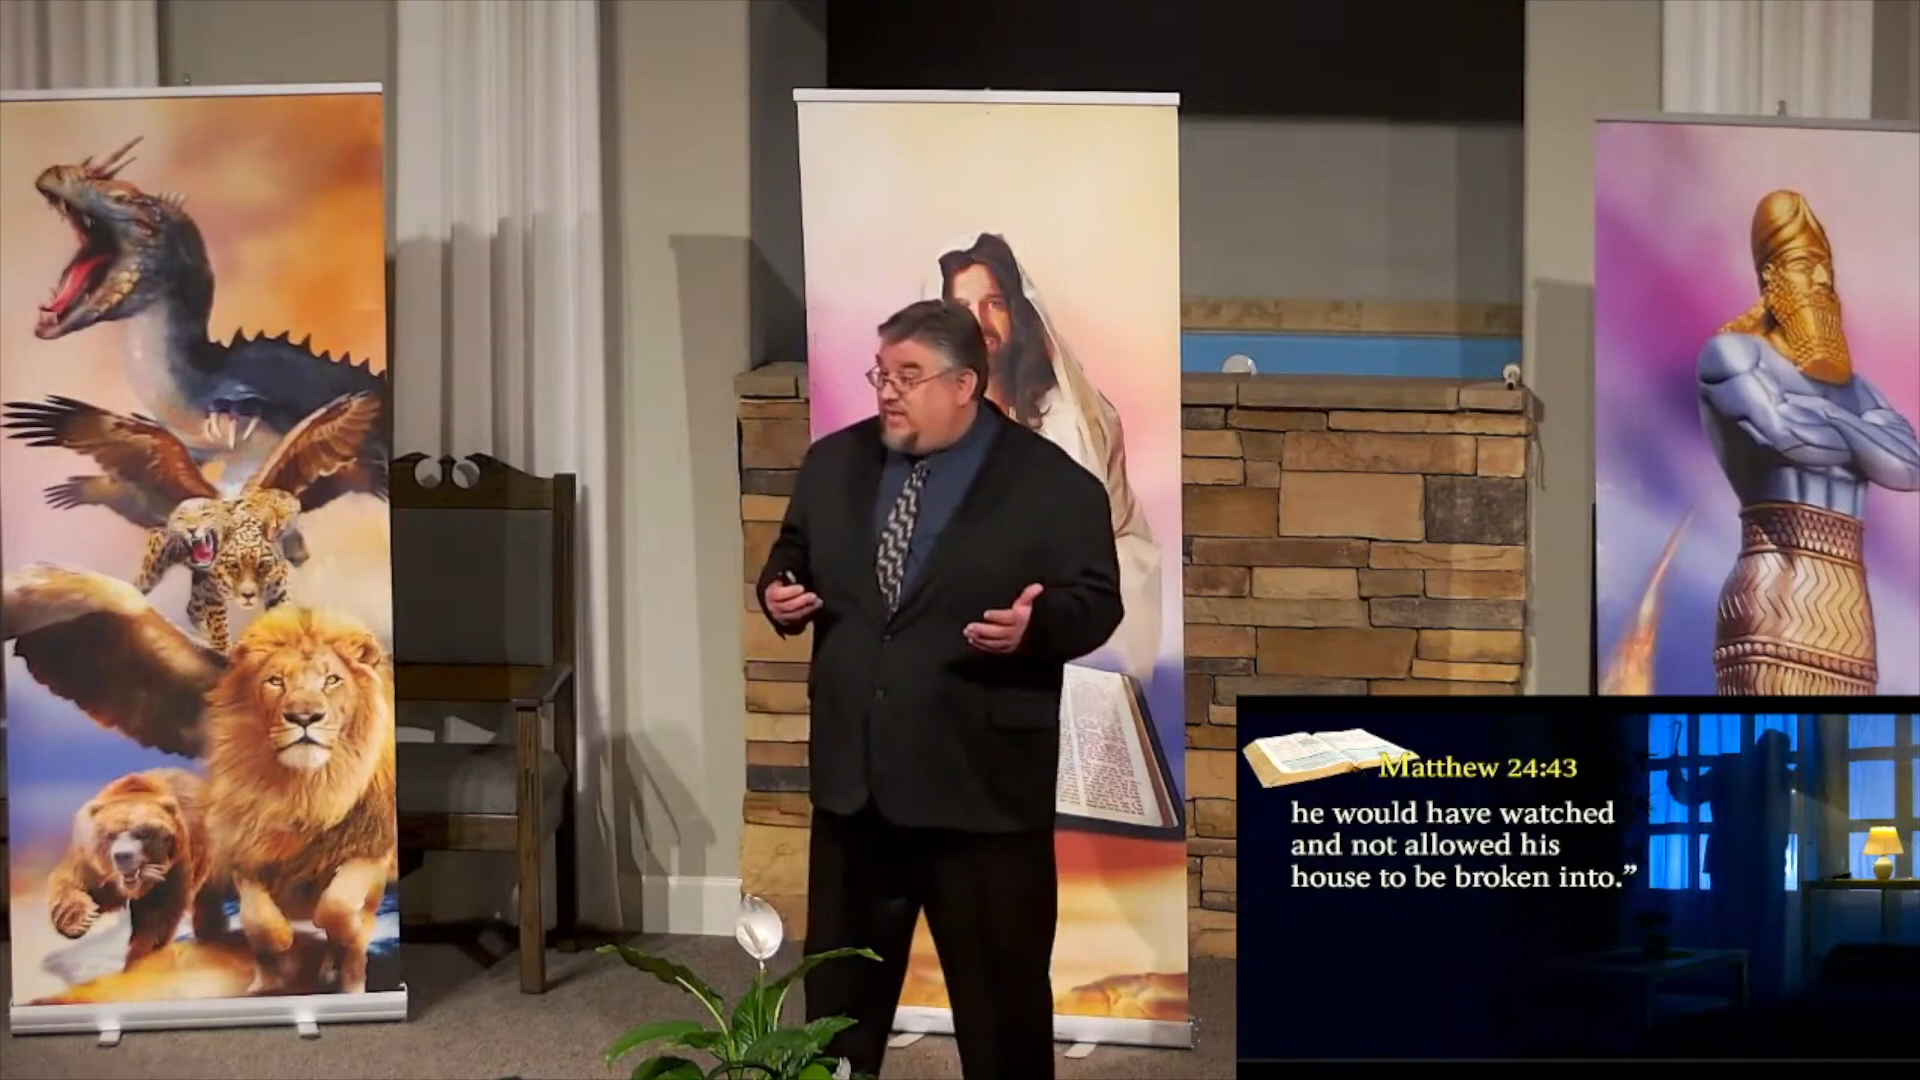 Matthew 24:43
he would have watched
and not allowed his
house to be broken into.”